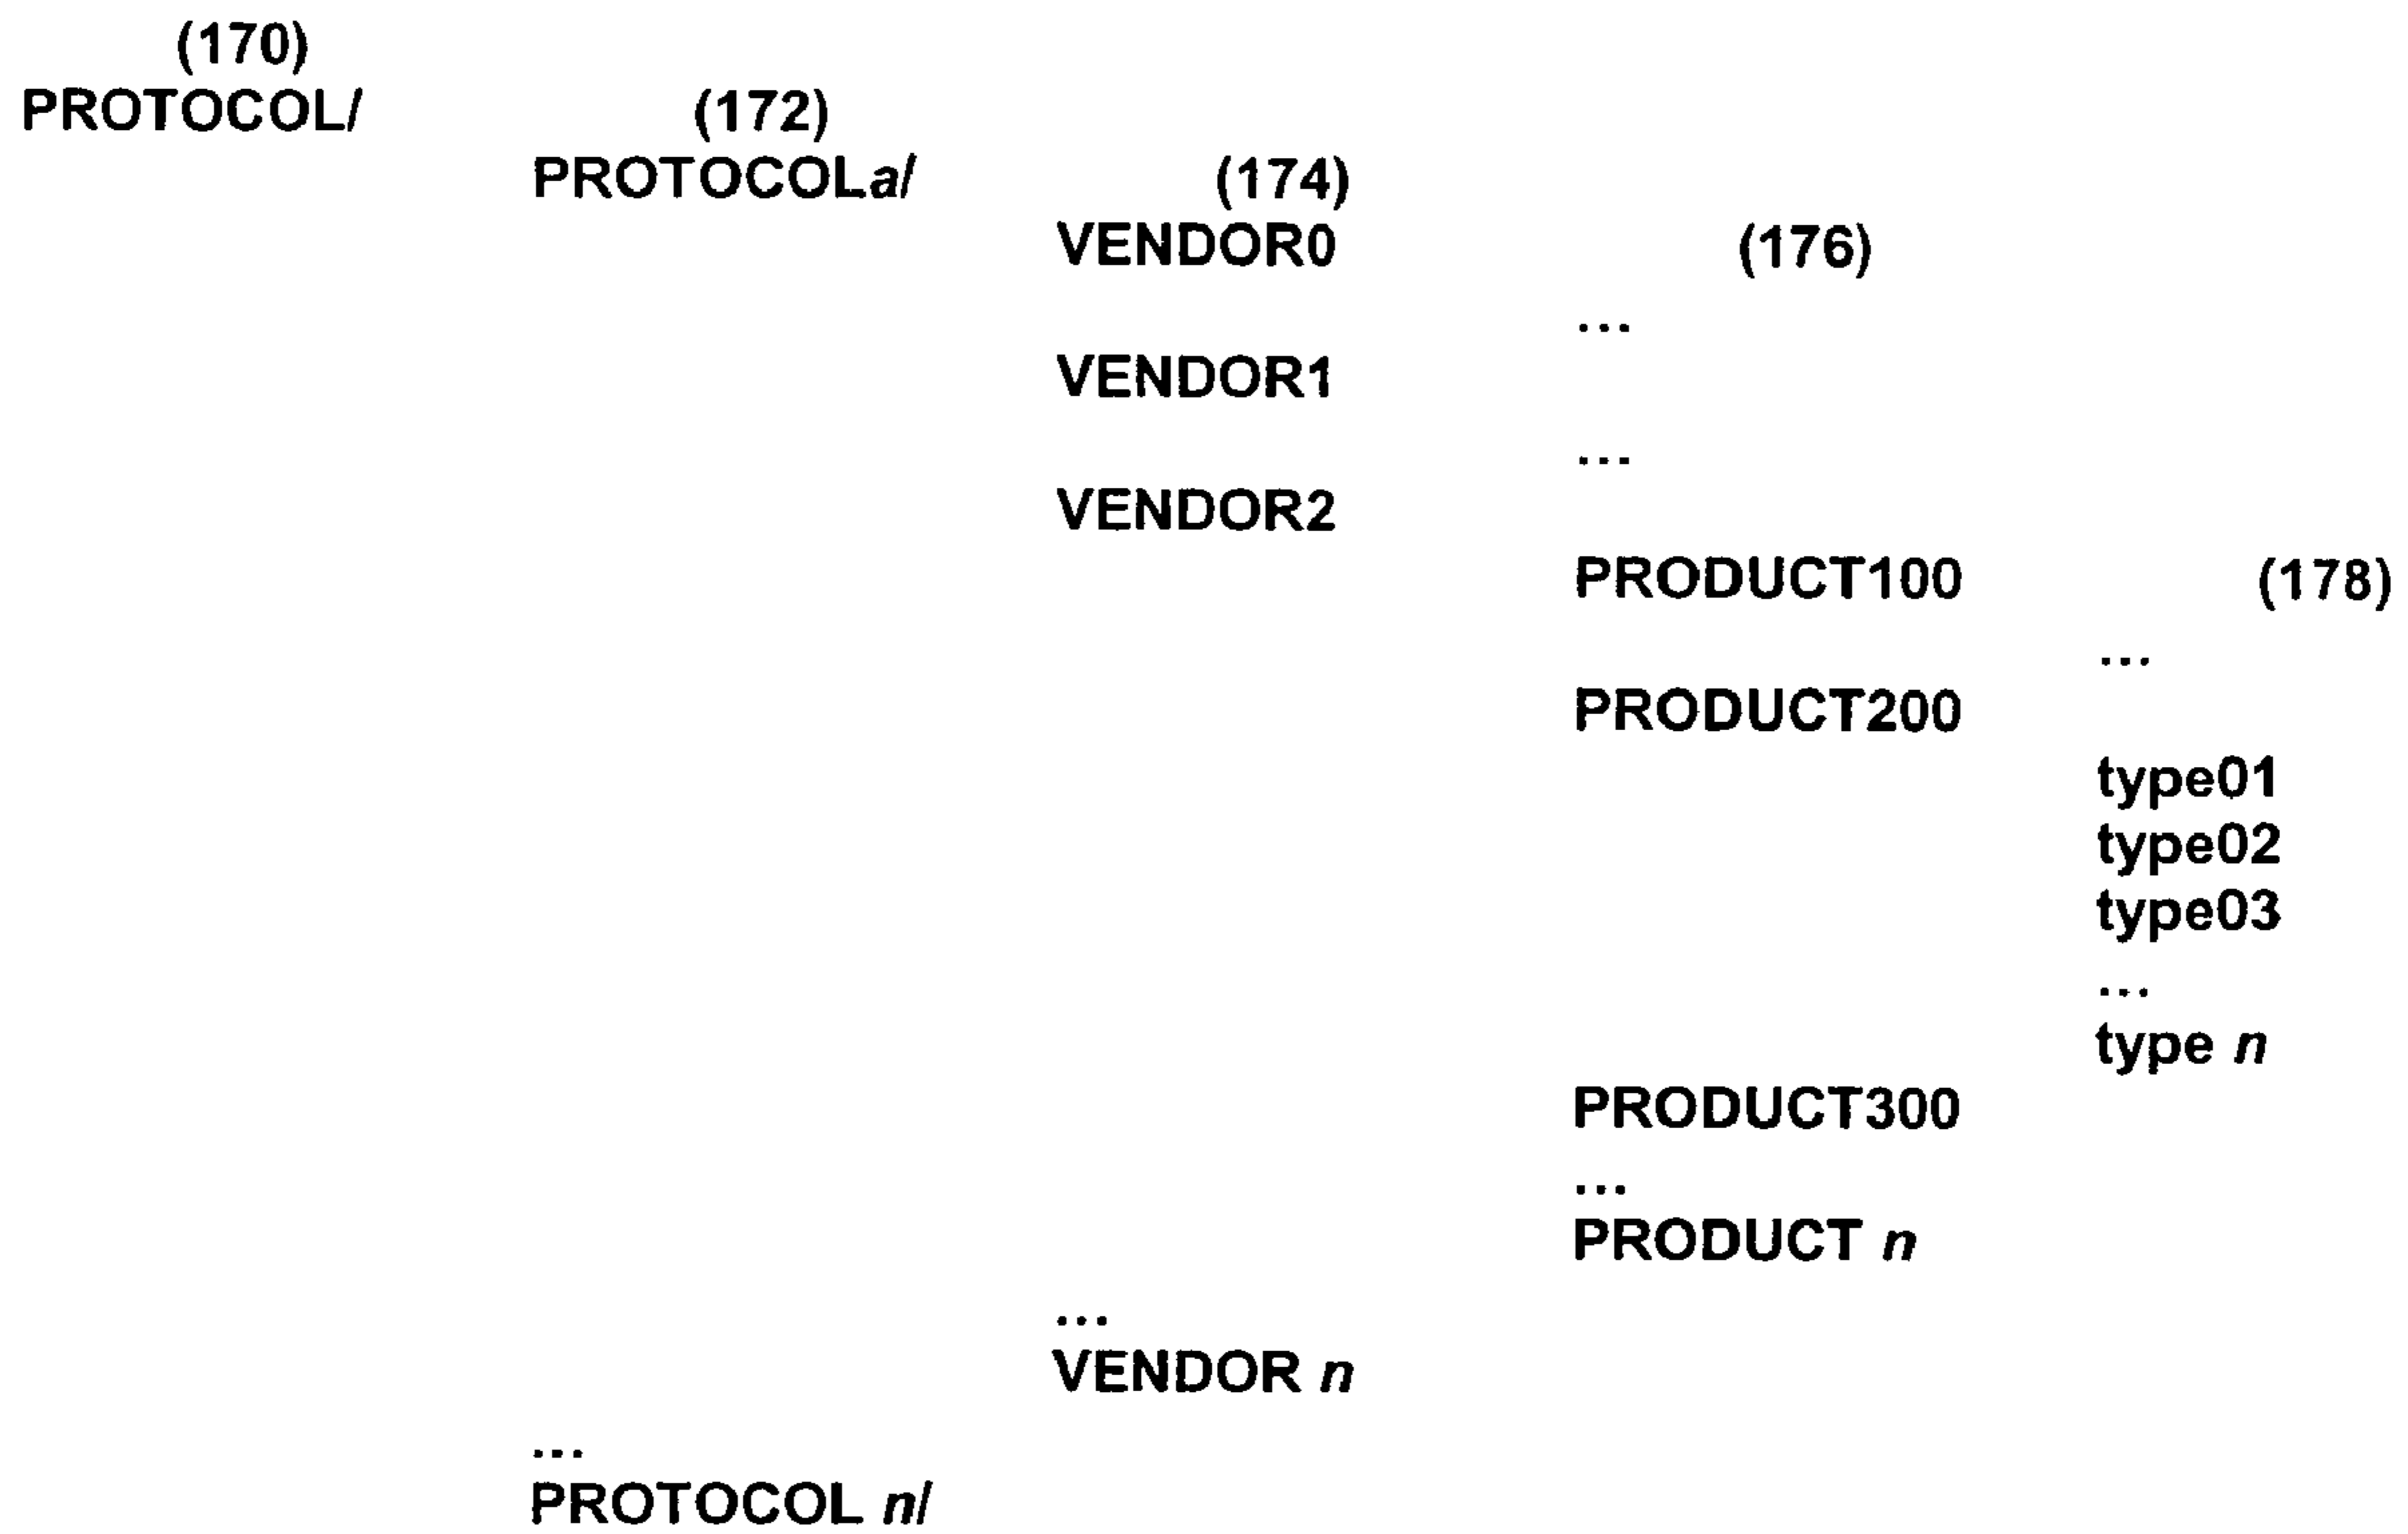 (170)
PROTOCOL/
(172)
PROTOCOLa/
(174)
VENDOR0
(176)
...
VENDOR1
...
VENDOR2
PRODUCT100
(178)
...
PRODUCT200
type01
type02
type03
...
type n
PRODUCT300
...
PRODUCT n
...
VENDOR n
...
PROTOCOL n/